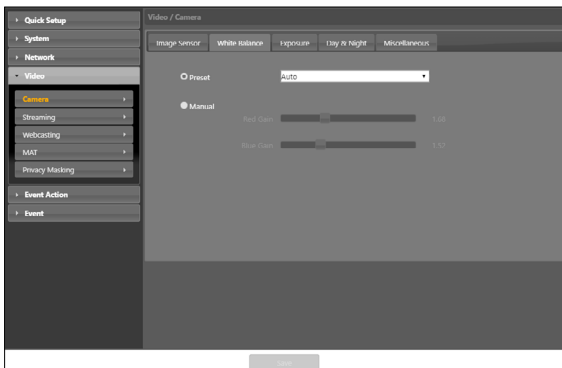 Quick Setup
System
Network
Video
Camera
Streaming
Webcasting
MAT
Privacy Masking
Event Action
Event
Video / Camera
Image Sensor White Balance Exposure Day & Night Miscellaneous
Preset Auto
Manual
Red Gain
Blue Gain
Save